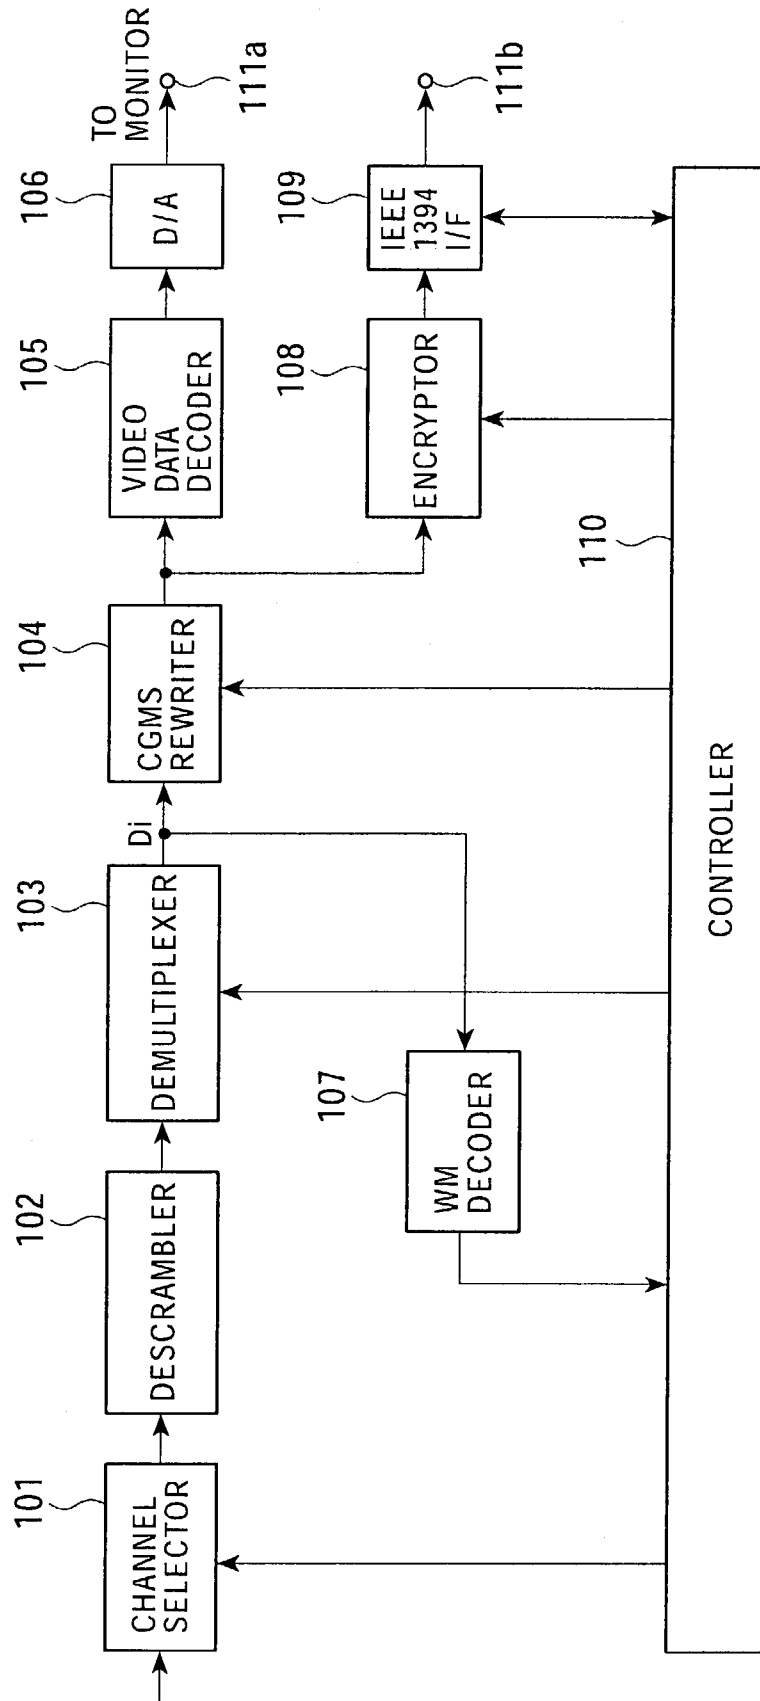 101
CHANNEL
SELECTOR
102
DESCRAMBLER
103
DEMULTIPLEXER
Di
104
CGMS
REWRITER
105
VIDEO
DATA
DECODER
106
D/A
TO
MONITOR
111a
107
WM
DECODER
108
ENCRYPTOR
109
IEEE
1394
I/F
111b
110
CONTROLLER